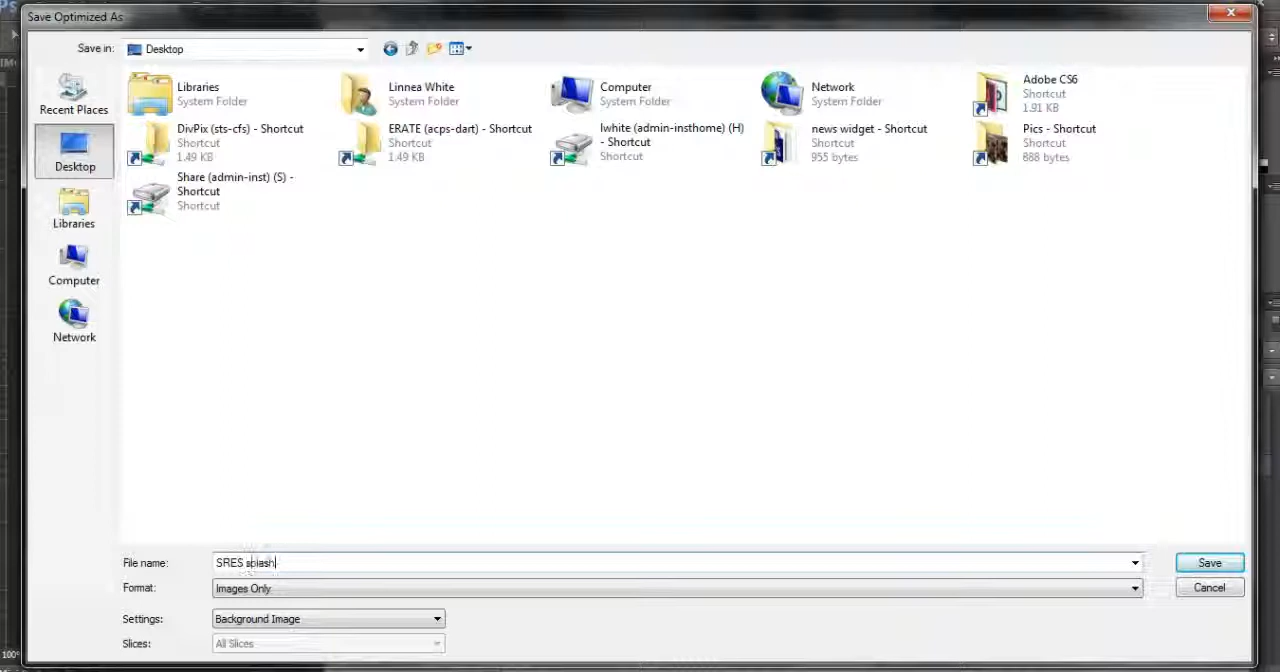 Save Optimized As
Save in:
Desktop
Recent Places
Desktop
Libraries
Computer
Network
Libraries
System Folder
Linnea White
System Folder
Computer
System Folder
Network
System Folder
Adobe CS6
Shortcut
1.91 KB
DivPix (sts-cfs) - Shortcut
Shortcut
1.49 KB
ERATE (acps-dart) - Shortcut
Shortcut
1.49 KB
lwhite (admin-insthome) (H)
- Shortcut
Shortcut
news widget - Shortcut
Shortcut
955 bytes
Pics - Shortcut
Shortcut
888 bytes
Share (admin-inst) (S) -
Shortcut
Shortcut
File name:
SRES splash
Save
Format:
Images Only
Cancel
Settings:
Background Image
Slices:
All Slices
100%